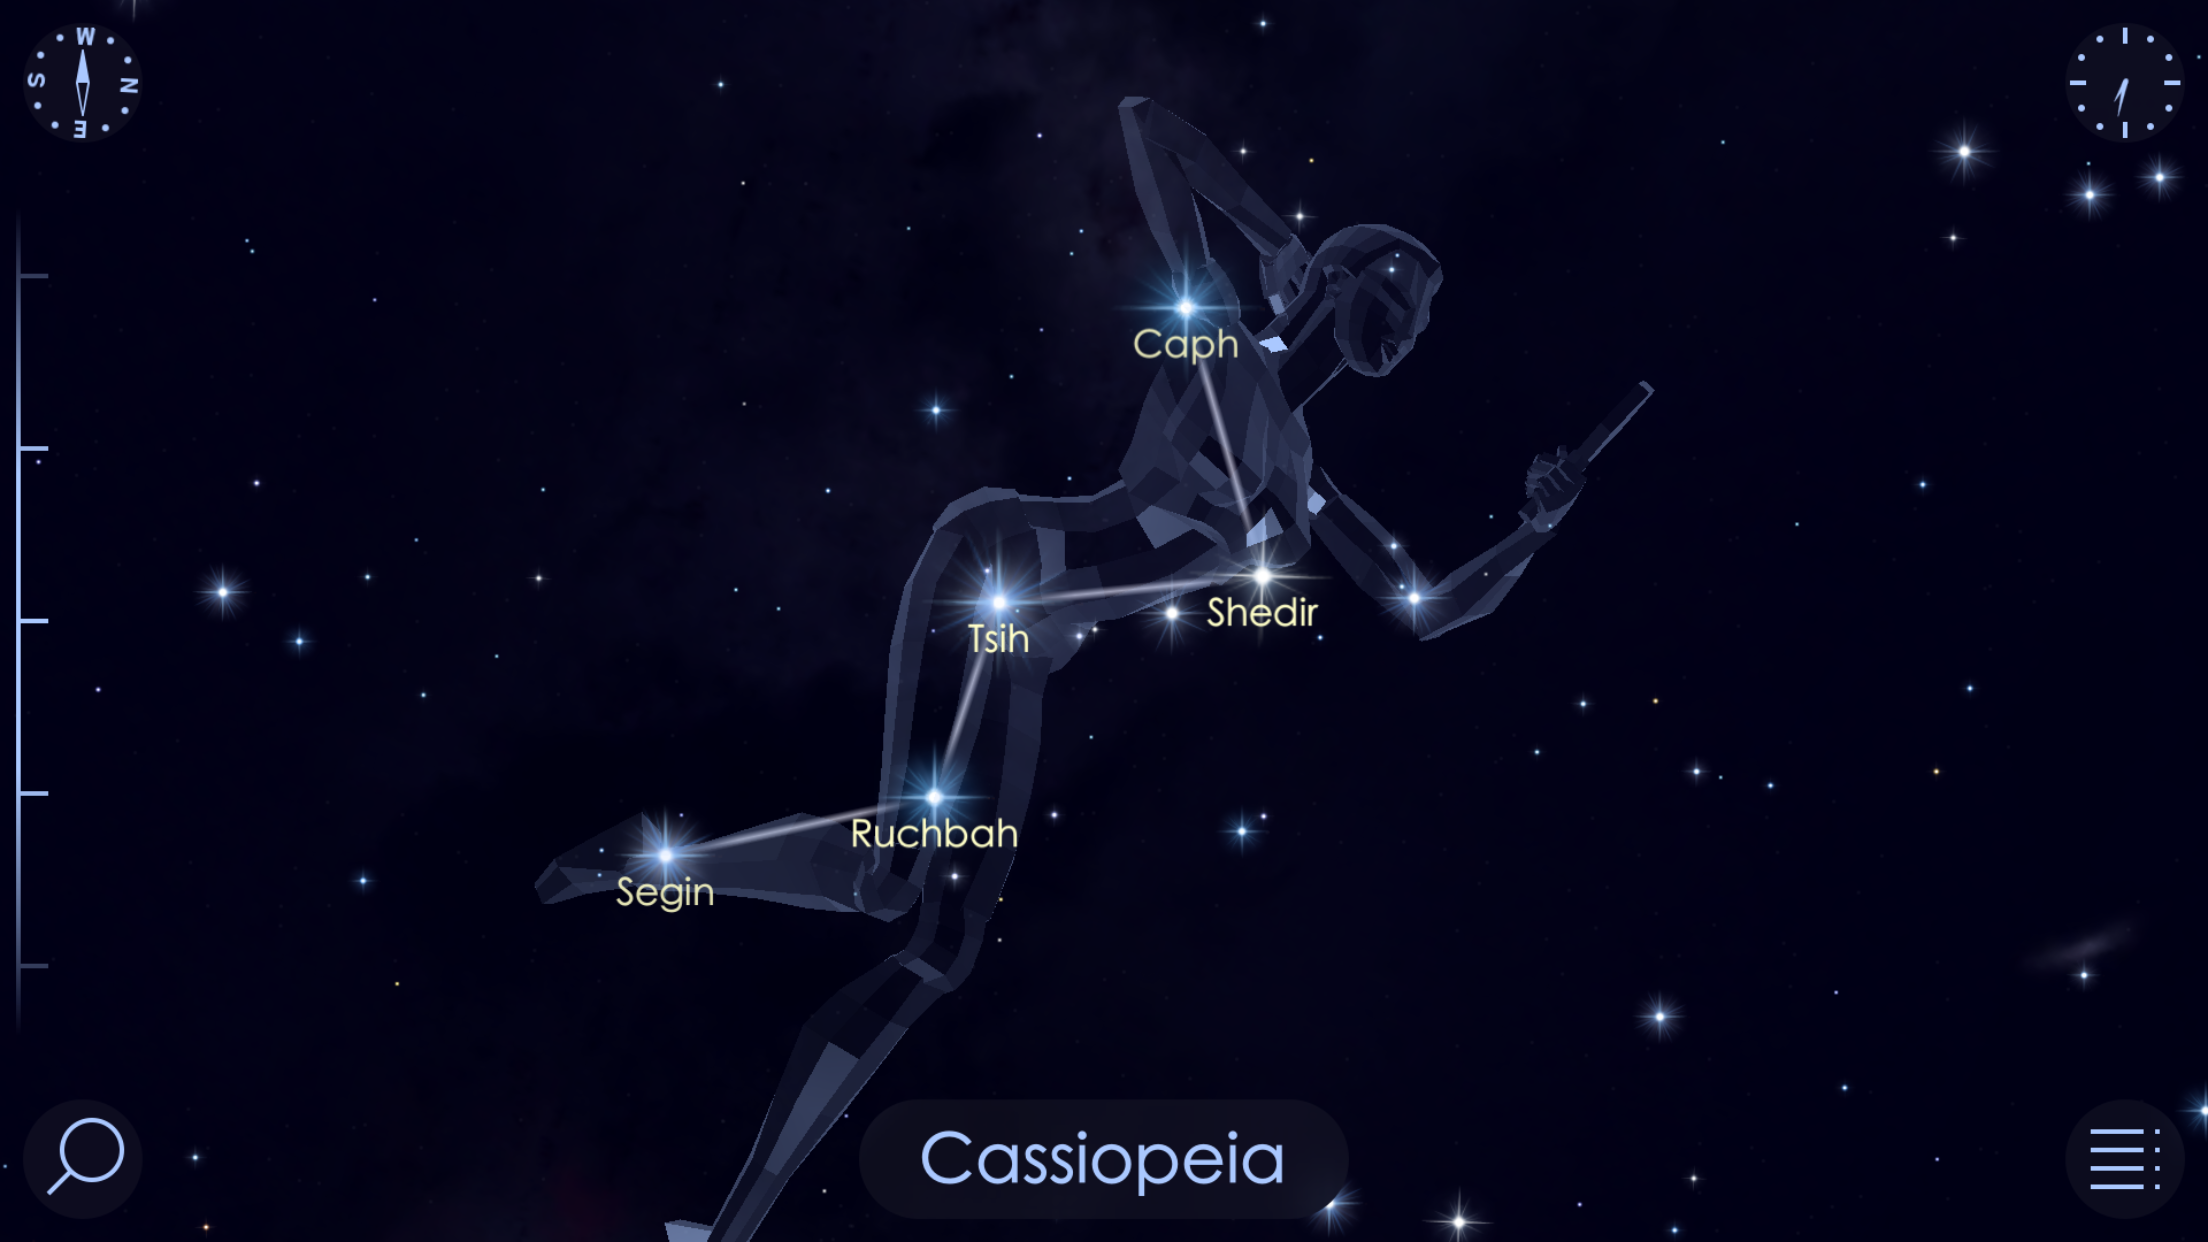 W
S
N
E
Caph
Shedir
Tsih
Ruchbah
Segin
Cassiopeia